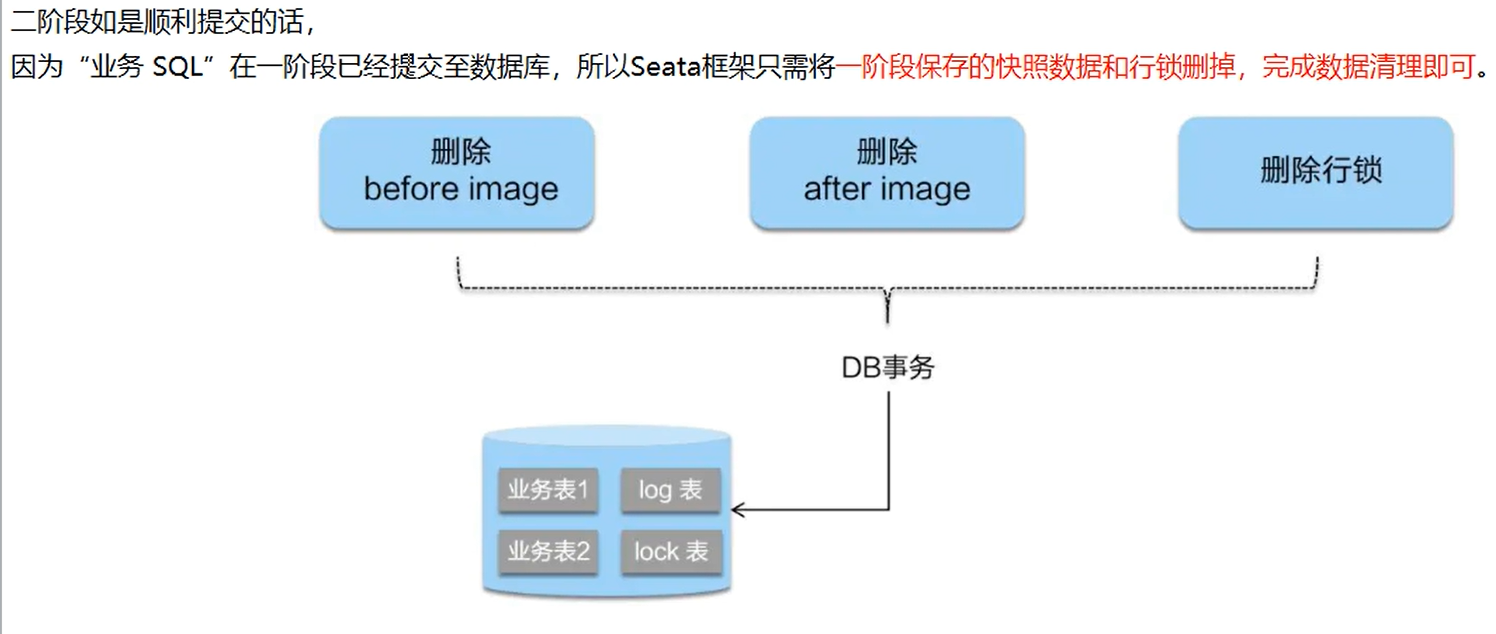 二阶段如是顺利提交的话，
因为“业务 SQL”在一阶段已经提交至数据库，所以Seata框架只需将一阶段保存的快照数据和行锁删掉，完成数据清理即可。
删除
before image
删除
after image
删除行锁
DB事务
业务表1
log 表
业务表2
lock 表